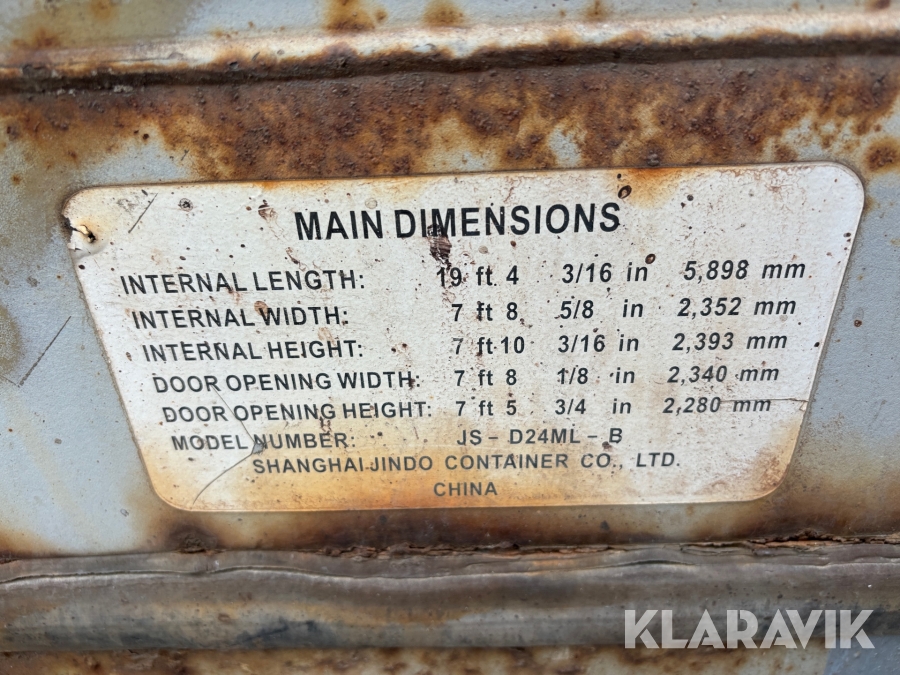 MAIN DIMENSIONS
INTERNAL LENGTH: 19 ft 4 3/16 in 5,898 mm
INTERNAL WIDTH: 7 ft 8 5/8 in 2,352 mm
INTERNAL HEIGHT: 7 ft 10 3/16 in 2,393 mm
DOOR OPENING WIDTH: 7 ft 8 1/8 in 2,340 mm
DOOR OPENING HEIGHT: 7 ft 5 3/4 in 2,280 mm
MODEL NUMBER: JS - D24ML - B
SHANGHAI JINDO CONTAINER CO., LTD.
CHINA
KLARAVIK